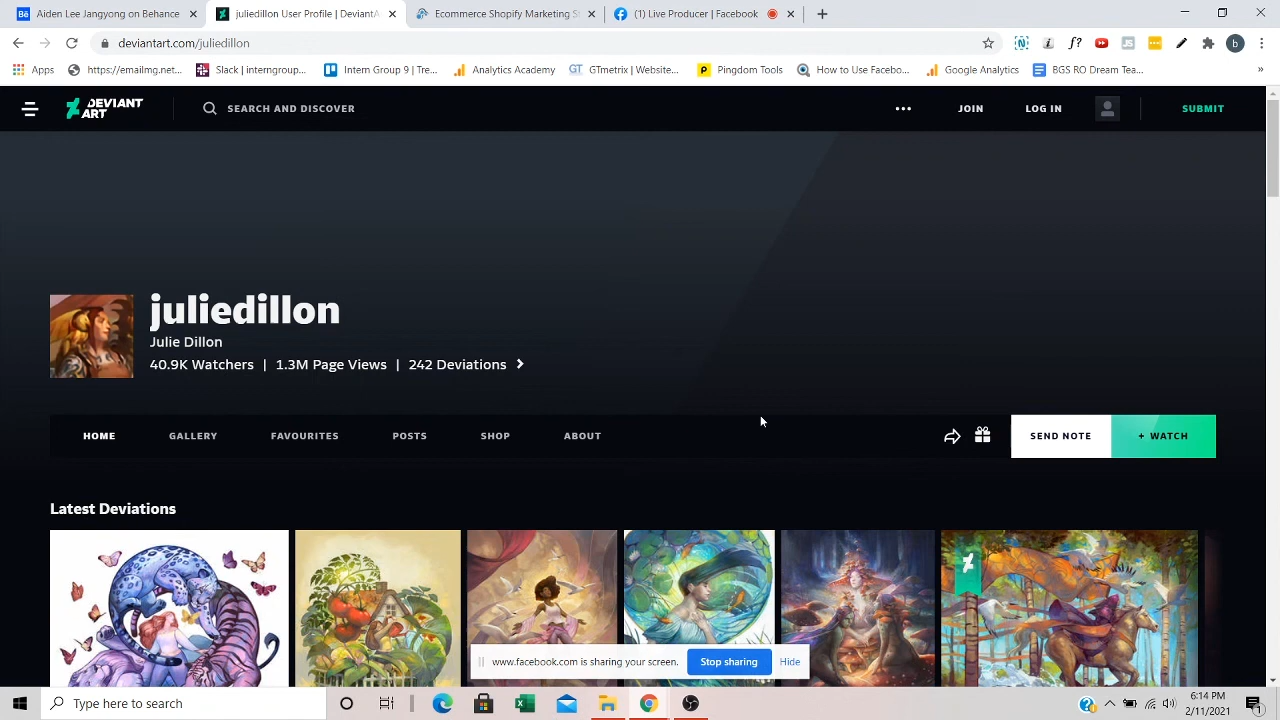 Bē Aitoinen on Behance
juliedillon User Profile | DeviantA
Ecommerce Shopify Marketing St
Live Producer | Facebook
deviantart.com/juliedillon
Apps
https://emailmg.net...
Slack | interngroup...
Intern Group 9 | Tre...
Analytics Academy
GT GTmetrix | Website...
Pingdom Tools
How to Use Facebo...
Google Analytics
BGS RO Dream Tea...
»
DEVIANT ART
SEARCH AND DISCOVER
JOIN
LOG IN
SUBMIT
juliedillon
Julie Dillon
40.9K Watchers | 1.3M Page Views | 242 Deviations
HOME
GALLERY
FAVOURITES
POSTS
SHOP
ABOUT
SEND NOTE
+ WATCH
Latest Deviations
www.facebook.com is sharing your screen.
Stop sharing
Hide
Type here to search
6:14 PM
2/11/2021